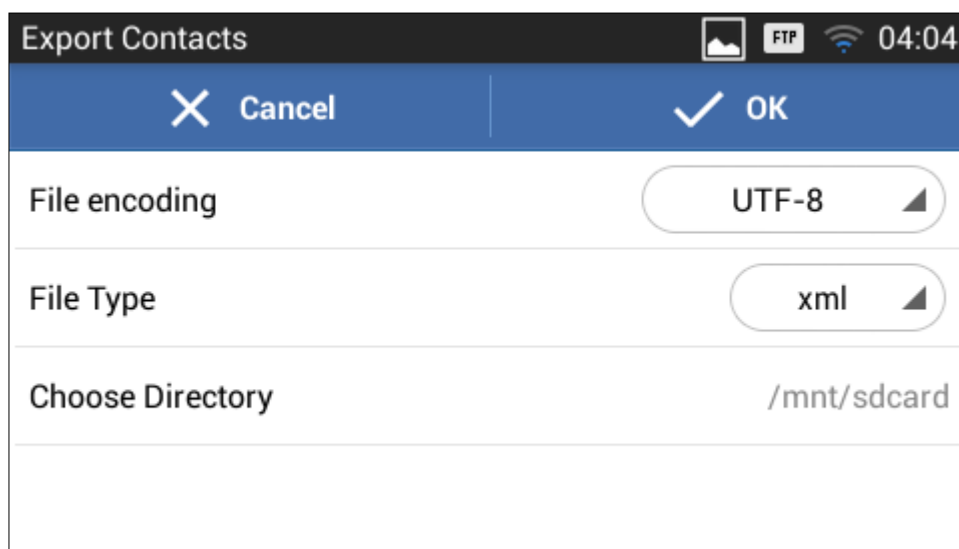 Export Contacts FTP 04:04
Cancel OK
File encoding UTF-8
File Type xml
Choose Directory /mnt/sdcard